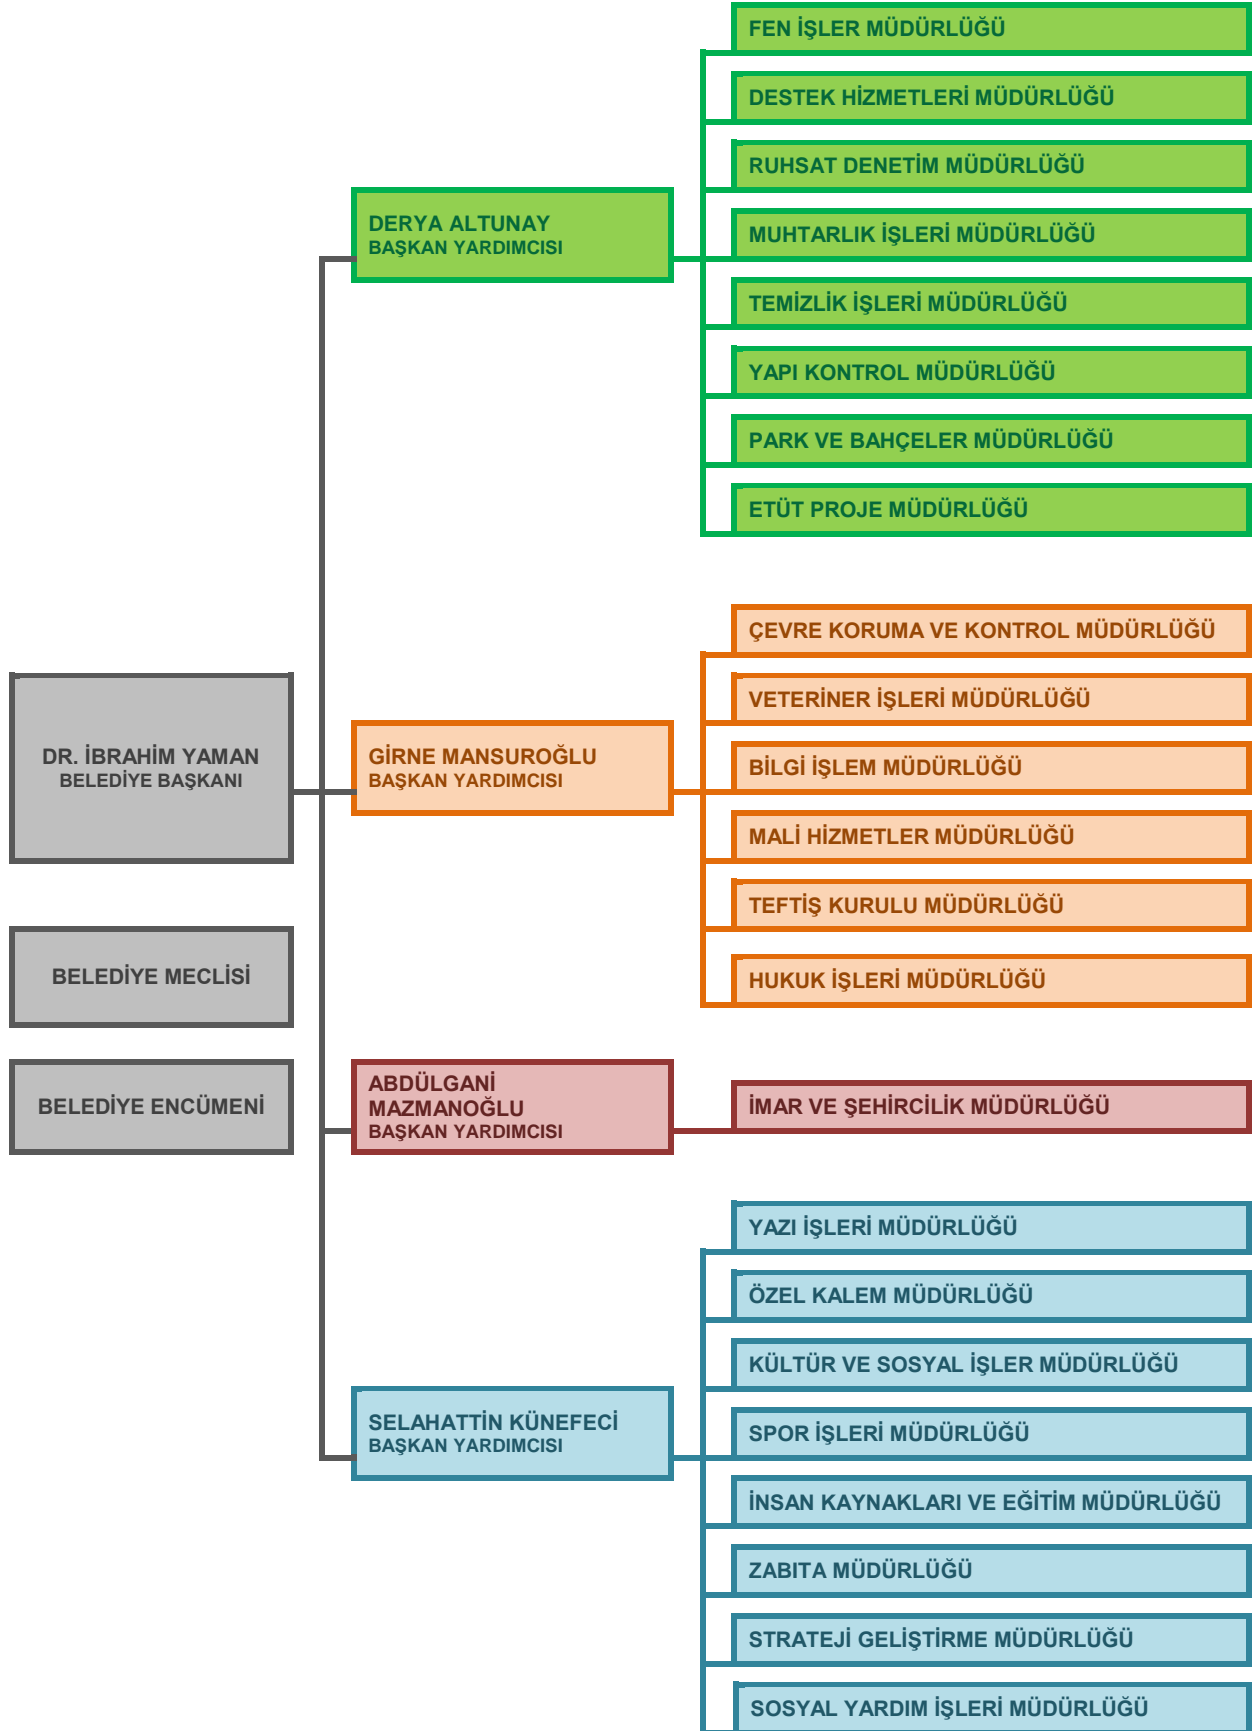 DR. İBRAHİM YAMAN
BELEDİYE BAŞKANI
BELEDİYE MECLİSİ
BELEDİYE ENCÜMENİ
DERYA ALTUNAY
BAŞKAN YARDIMCISI
FEN İŞLER MÜDÜRLÜĞÜ
DESTEK HİZMETLERİ MÜDÜRLÜĞÜ
RUHSAT DENETİM MÜDÜRLÜĞÜ
MUHTARLIK İŞLERİ MÜDÜRLÜĞÜ
TEMİZLİK İŞLERİ MÜDÜRLÜĞÜ
YAPI KONTROL MÜDÜRLÜĞÜ
PARK VE BAHÇELER MÜDÜRLÜĞÜ
ETÜT PROJE MÜDÜRLÜĞÜ
GİRNE MANSUROĞLU
BAŞKAN YARDIMCISI
ÇEVRE KORUMA VE KONTROL MÜDÜRLÜĞÜ
VETERİNER İŞLERİ MÜDÜRLÜĞÜ
BİLGİ İŞLEM MÜDÜRLÜĞÜ
MALİ HİZMETLER MÜDÜRLÜĞÜ
TEFTİŞ KURULU MÜDÜRLÜĞÜ
HUKUK İŞLERİ MÜDÜRLÜĞÜ
ABDÜLGANİ
MAZMANOĞLU
BAŞKAN YARDIMCISI
İMAR VE ŞEHİRCİLİK MÜDÜRLÜĞÜ
SELAHATTİN KÜNEFECİ
BAŞKAN YARDIMCISI
YAZI İŞLERİ MÜDÜRLÜĞÜ
ÖZEL KALEM MÜDÜRLÜĞÜ
KÜLTÜR VE SOSYAL İŞLER MÜDÜRLÜĞÜ
SPOR İŞLERİ MÜDÜRLÜĞÜ
İNSAN KAYNAKLARI VE EĞİTİM MÜDÜRLÜĞÜ
ZABITA MÜDÜRLÜĞÜ
STRATEJİ GELİŞTİRME MÜDÜRLÜĞÜ
SOSYAL YARDIM İŞLERİ MÜDÜRLÜĞÜ